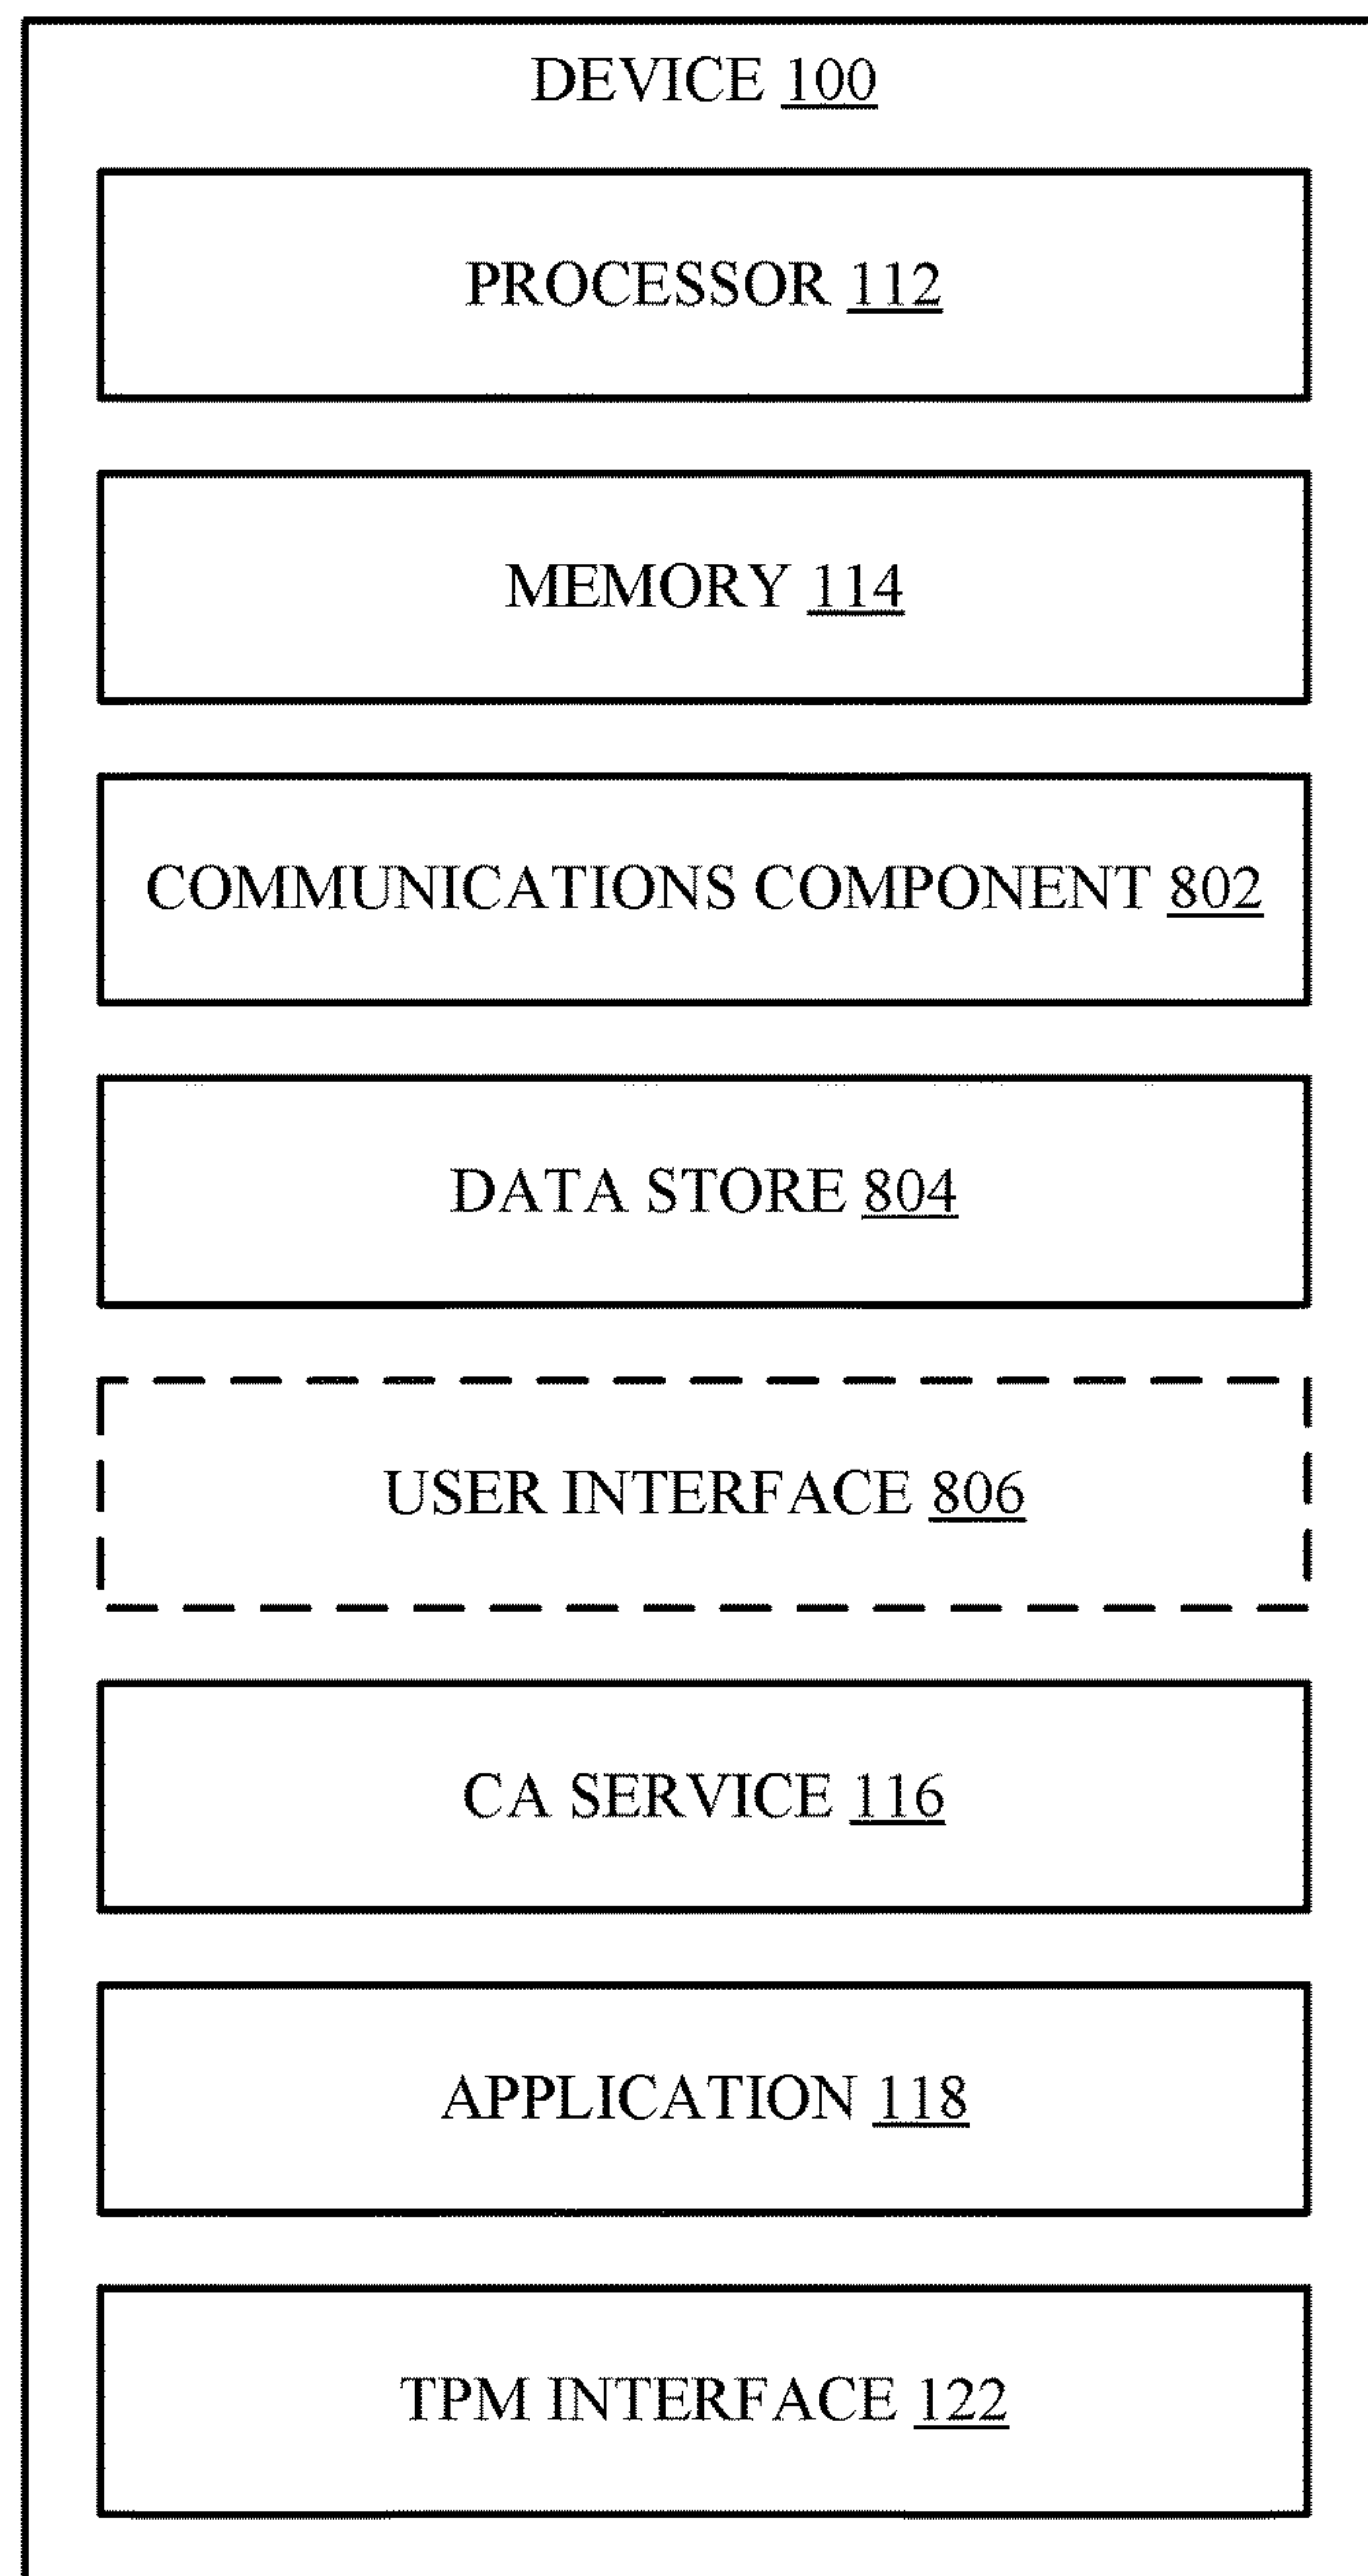 DEVICE 100
PROCESSOR 112
MEMORY 114
COMMUNICATIONS COMPONENT 802
DATA STORE 804
USER INTERFACE 806
CA SERVICE 116
APPLICATION 118
TPM INTERFACE 122